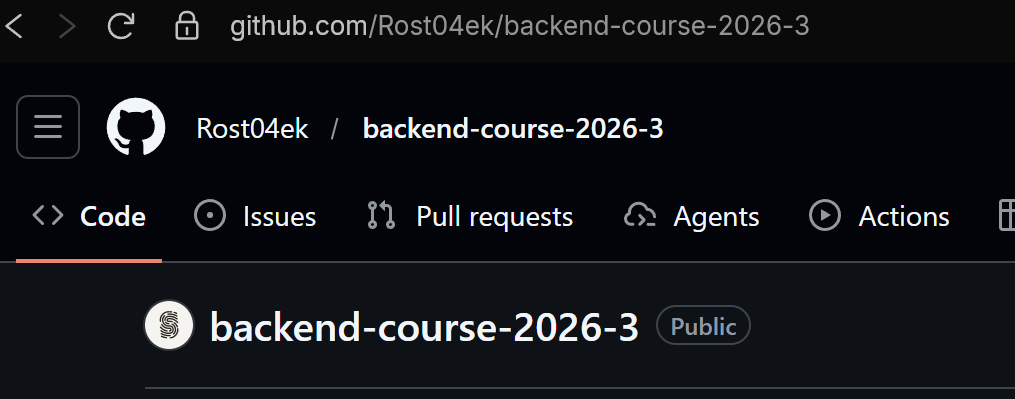 github.com/Rost04ek/backend-course-2026-3
Rost04ek / backend-course-2026-3
Code Issues Pull requests Agents Actions
backend-course-2026-3 Public